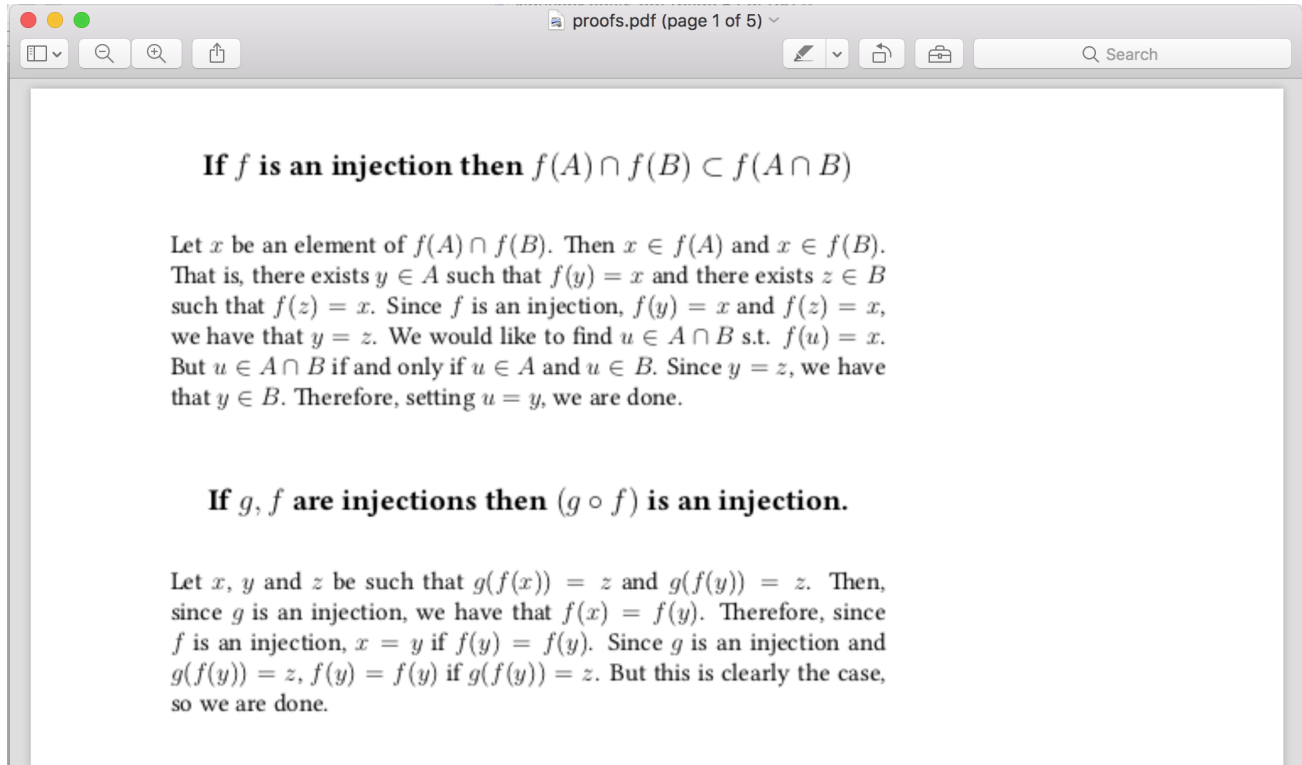 proofs.pdf (page 1 of 5)
Search
If f is an injection then f(A) ∩ f(B) ⊂ f(A ∩ B)
Let x be an element of f(A) ∩ f(B). Then x ∈ f(A) and x ∈ f(B).
That is, there exists y ∈ A such that f(y) = x and there exists z ∈ B
such that f(z) = x. Since f is an injection, f(y) = x and f(z) = x,
we have that y = z. We would like to find u ∈ A ∩ B s.t. f(u) = x.
But u ∈ A ∩ B if and only if u ∈ A and u ∈ B. Since y = z, we have
that y ∈ B. Therefore, setting u = y, we are done.
If g, f are injections then (g ∘ f) is an injection.
Let x, y and z be such that g(f(x)) = z and g(f(y)) = z. Then,
since g is an injection, we have that f(x) = f(y). Therefore, since
f is an injection, x = y if f(y) = f(y). Since g is an injection and
g(f(y)) = z, f(y) = f(y) if g(f(y)) = z. But this is clearly the case,
so we are done.